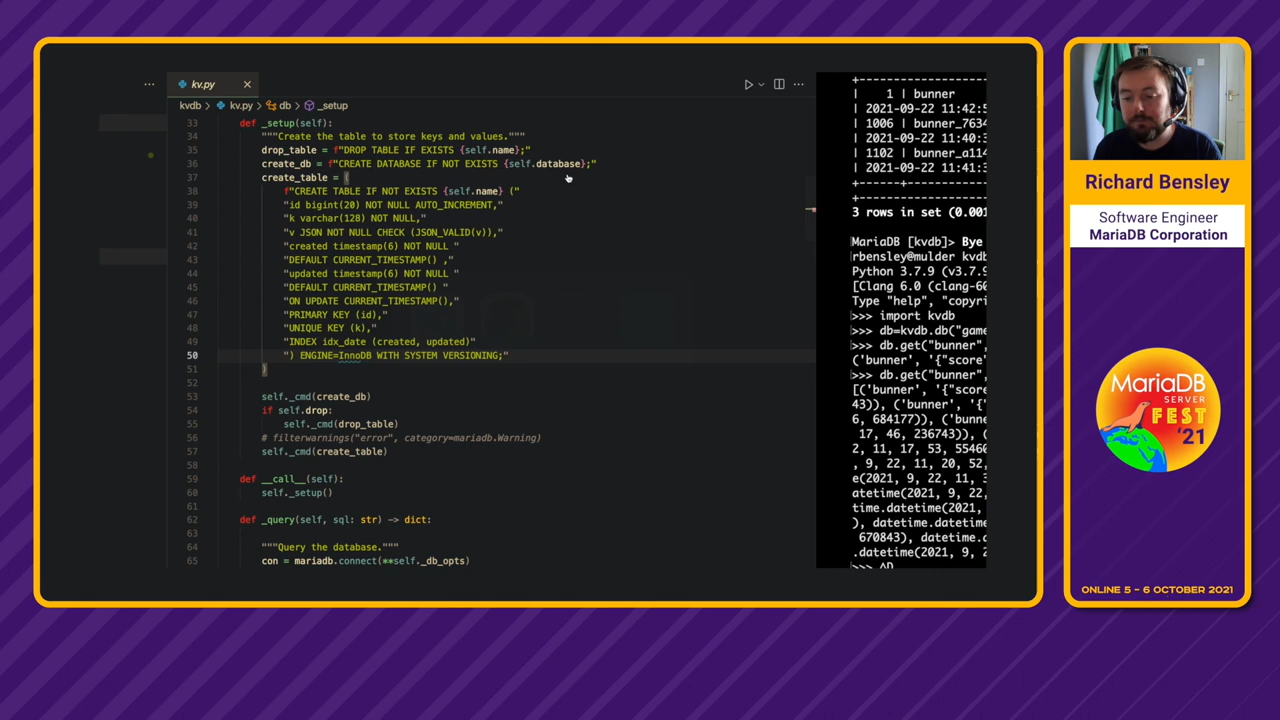 kv.py
kvdb
kv.py
db
_setup
33 def _setup(self):
34 """Create the table to store keys and values."""
35 drop_table = f"DROP TABLE IF EXISTS {self.name};"
36 create_db = f"CREATE DATABASE IF NOT EXISTS {self.database};"
37 create_table = (
38 f"CREATE TABLE IF NOT EXISTS {self.name} ("
39 "id bigint(20) NOT NULL AUTO_INCREMENT,"
40 "k varchar(128) NOT NULL,"
41 "v JSON NOT NULL CHECK (JSON_VALID(v)),"
42 "created timestamp(6) NOT NULL "
43 "DEFAULT CURRENT_TIMESTAMP() ,"
44 "updated timestamp(6) NOT NULL "
45 "DEFAULT CURRENT_TIMESTAMP() "
46 "ON UPDATE CURRENT_TIMESTAMP(),"
47 "PRIMARY KEY (id),"
48 "UNIQUE KEY (k),"
49 "INDEX idx_date (created, updated)"
50 ") ENGINE=InnoDB WITH SYSTEM VERSIONING;"
51 )
52
53 self._cmd(create_db)
54 if self.drop:
55 self._cmd(drop_table)
56 # filterwarnings("error", category=mariadb.Warning)
57 self._cmd(create_table)
58
59 def __call__(self):
60 self._setup()
61
62 def _query(self, sql: str) -> dict:
63
64 """Query the database."""
65 con = mariadb.connect(**self._db_opts)
+------+-------------
| 1 | bunner
| 2021-09-22 11:42:5
| 1006 | bunner_7634
| 2021-09-22 11:40:3
| 1102 | bunner_a114
| 2021-09-22 11:41:3
+------+-------------
3 rows in set (0.001
MariaDB [kvdb]> Bye
rbensley@mulder kvdb
Python 3.7.9 (v3.7.9
[Clang 6.0 (clang-60
Type "help", "copyri
>>> import kvdb
>>> db=kvdb.db("game
>>> db.get("bunner",
('bunner', '{"score
>>> db.get("bunner",
[('bunner', '{"score
43)), ('bunner', '{"
6, 684177)), ('bunne
17, 46, 236743)), (
2, 11, 17, 53, 55460
, 9, 22, 11, 20, 52,
e(2021, 9, 22, 11, 3
atetime(2021, 9, 22,
time.datetime(2021,
), datetime.datetime
670843), datetime.d
.datetime(2021, 9, 2
>>> ^D
Richard Bensley
Software Engineer
MariaDB Corporation
MariaDB
SERVER
FEST
'21
ONLINE 5 - 6 OCTOBER 2021